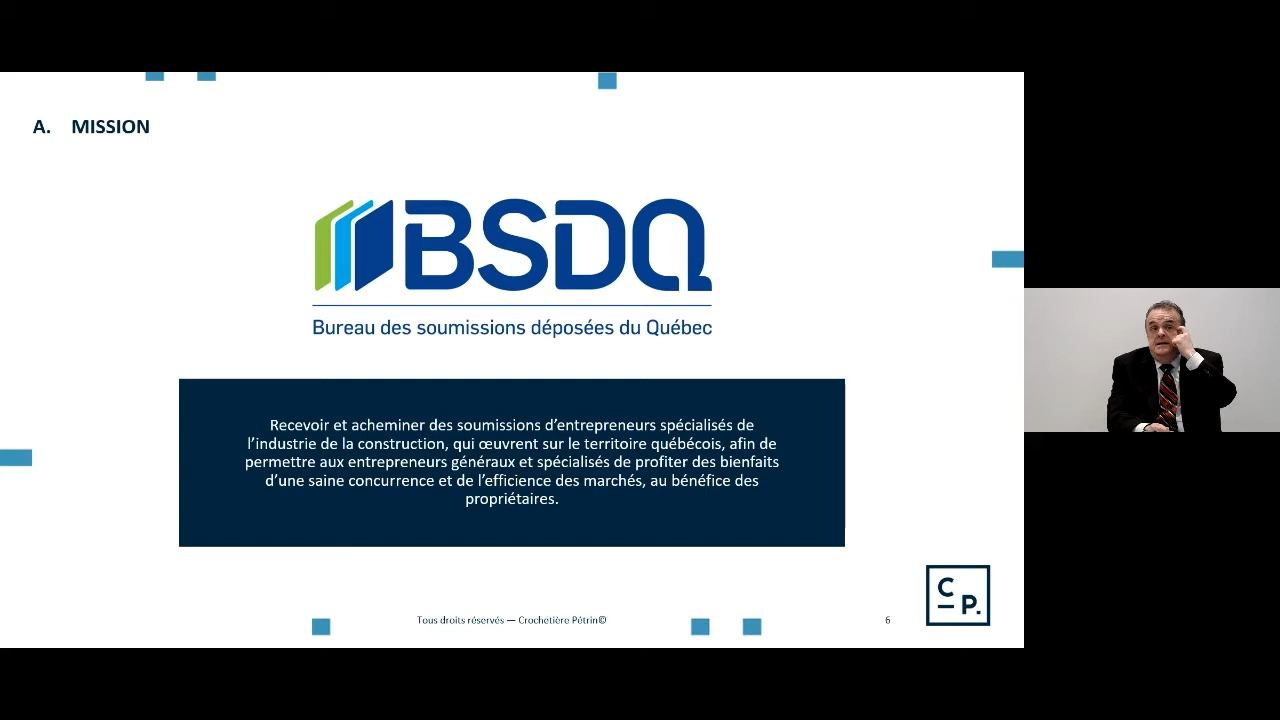 A. MISSION
BSDQ
Bureau des soumissions déposées du Québec
Recevoir et acheminer des soumissions d’entrepreneurs spécialisés de
l’industrie de la construction, qui œuvrent sur le territoire québécois, afin de
permettre aux entrepreneurs généraux et spécialisés de profiter des bienfaits
d’une saine concurrence et de l’efficience des marchés, au bénéfice des
propriétaires.
C
P.
Tous droits réservés — Crochetière Pétrin©
6